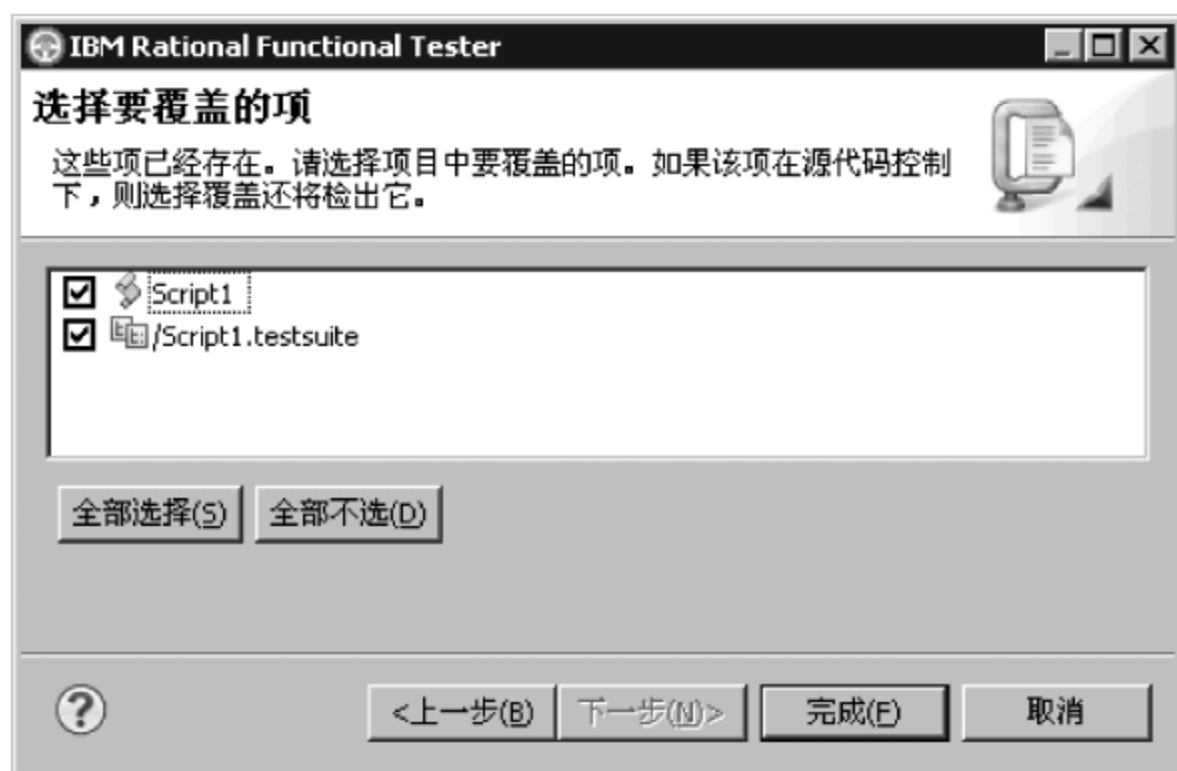 IBM Rational Functional Tester
选择要覆盖的项
这些项已经存在。请选择项目中要覆盖的项。如果该项在源代码控制
下，则选择覆盖还将检出它。
Script1
/Script1.testsuite
全部选择(S) 全部不选(D)
<上一步(B) 下一步(N)> 完成(F) 取消